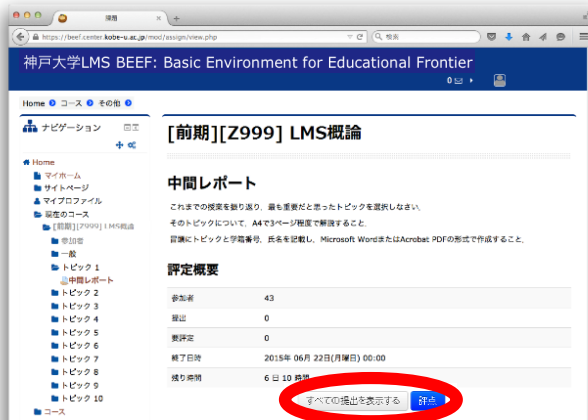 課題
https://beef.center.kobe-u.ac.jp/mod/assign/view.php
検索
神戸大学LMS BEEF: Basic Environment for Educational Frontier
0
Home コース その他
ナビゲーション
Home
マイホーム
サイトページ
マイプロファイル
現在のコース
[前期][Z999] LMS概論
参加者
一般
トピック 1
中間レポート
トピック 2
トピック 3
トピック 4
トピック 5
トピック 6
トピック 7
トピック 8
トピック 9
トピック 10
コース
[前期][Z999] LMS概論
中間レポート
これまでの授業を振り返り、最も重要だと思ったトピックを選択しなさい。
そのトピックについて、A4で3ページ程度で解説すること。
冒頭にトピックと学籍番号、氏名を記載し、Microsoft WordまたはAcrobat PDFの形式で作成すること。
評定概要
参加者 43
提出 0
要評定 0
終了日時 2015年 06月 22日(月曜日) 00:00
残り時間 6 日 10 時間
すべての提出を表示する 評点